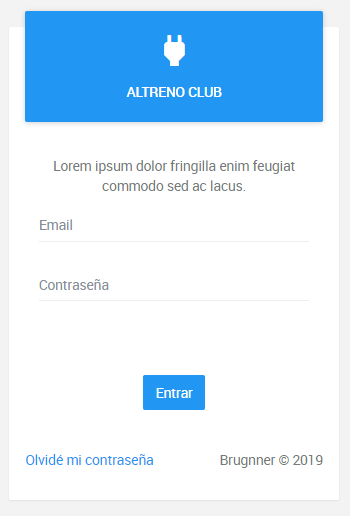 ALTRENO CLUB
Lorem ipsum dolor fringilla enim feugiat
commodo sed ac lacus.
Email
Contraseña
Entrar
Olvidé mi contraseña Brugnner © 2019